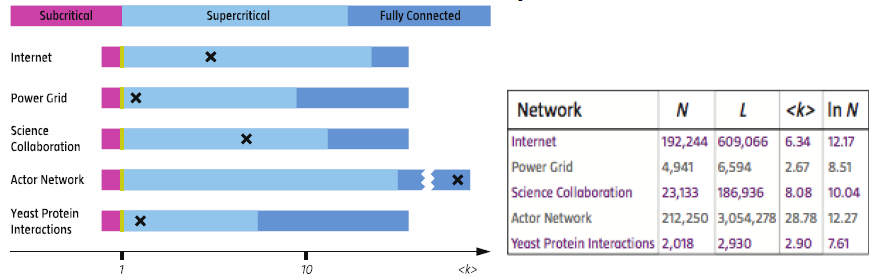 Subcritical Supercritical Fully Connected
Internet
Power Grid
Science
Collaboration
Actor Network
Yeast Protein
Interactions
1 10 <k>
Network N L <k> ln N
Internet 192,244 609,066 6.34 12.17
Power Grid 4,941 6,594 2.67 8.51
Science Collaboration 23,133 186,936 8.08 10.04
Actor Network 212,250 3,054,278 28.78 12.27
Yeast Protein Interactions 2,018 2,930 2.90 7.61